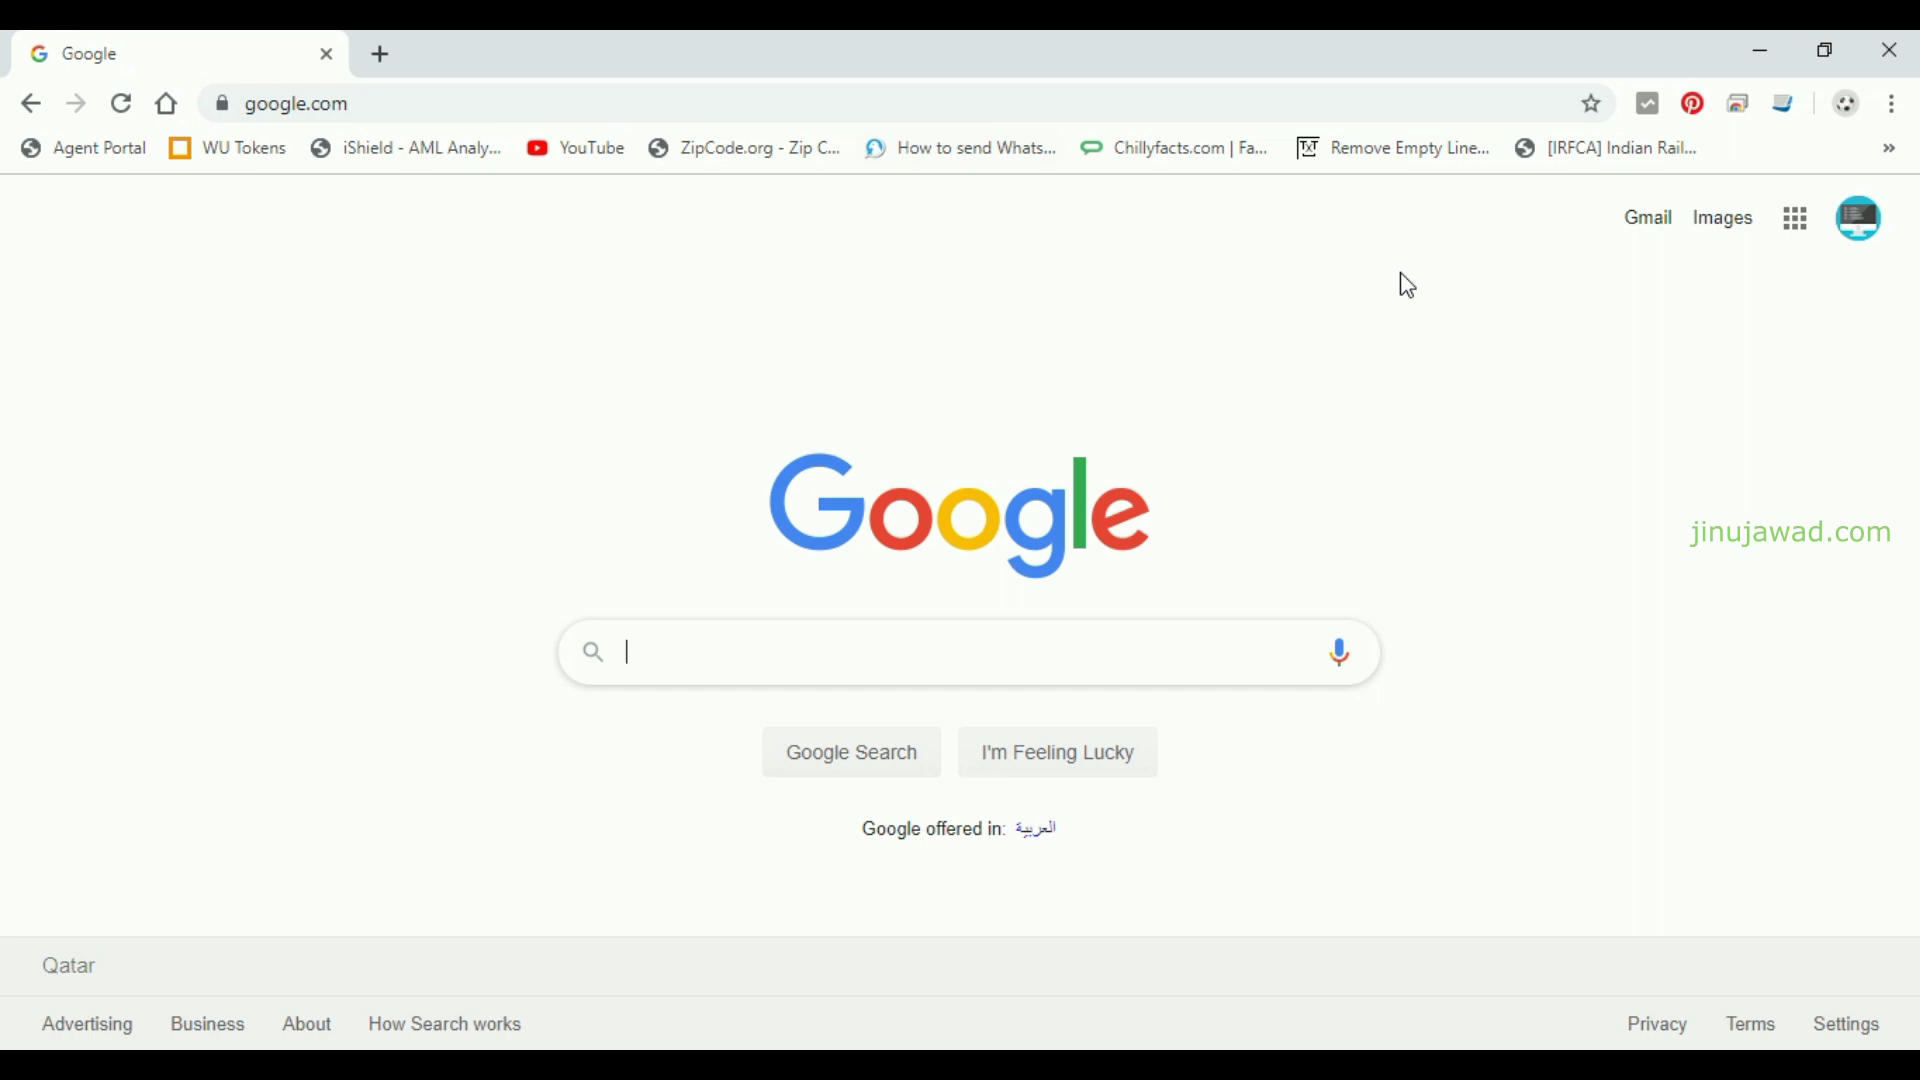 Google
google.com
Agent Portal WU Tokens iShield - AML Analy... YouTube ZipCode.org - Zip C... How to send Whats... Chillyfacts.com | Fa... TxT Remove Empty Line... [IRFCA] Indian Rail... »
Gmail Images
Google
jinujawad.com
Google Search I'm Feeling Lucky
Google offered in: العربية
Qatar
Advertising Business About How Search works Privacy Terms Settings